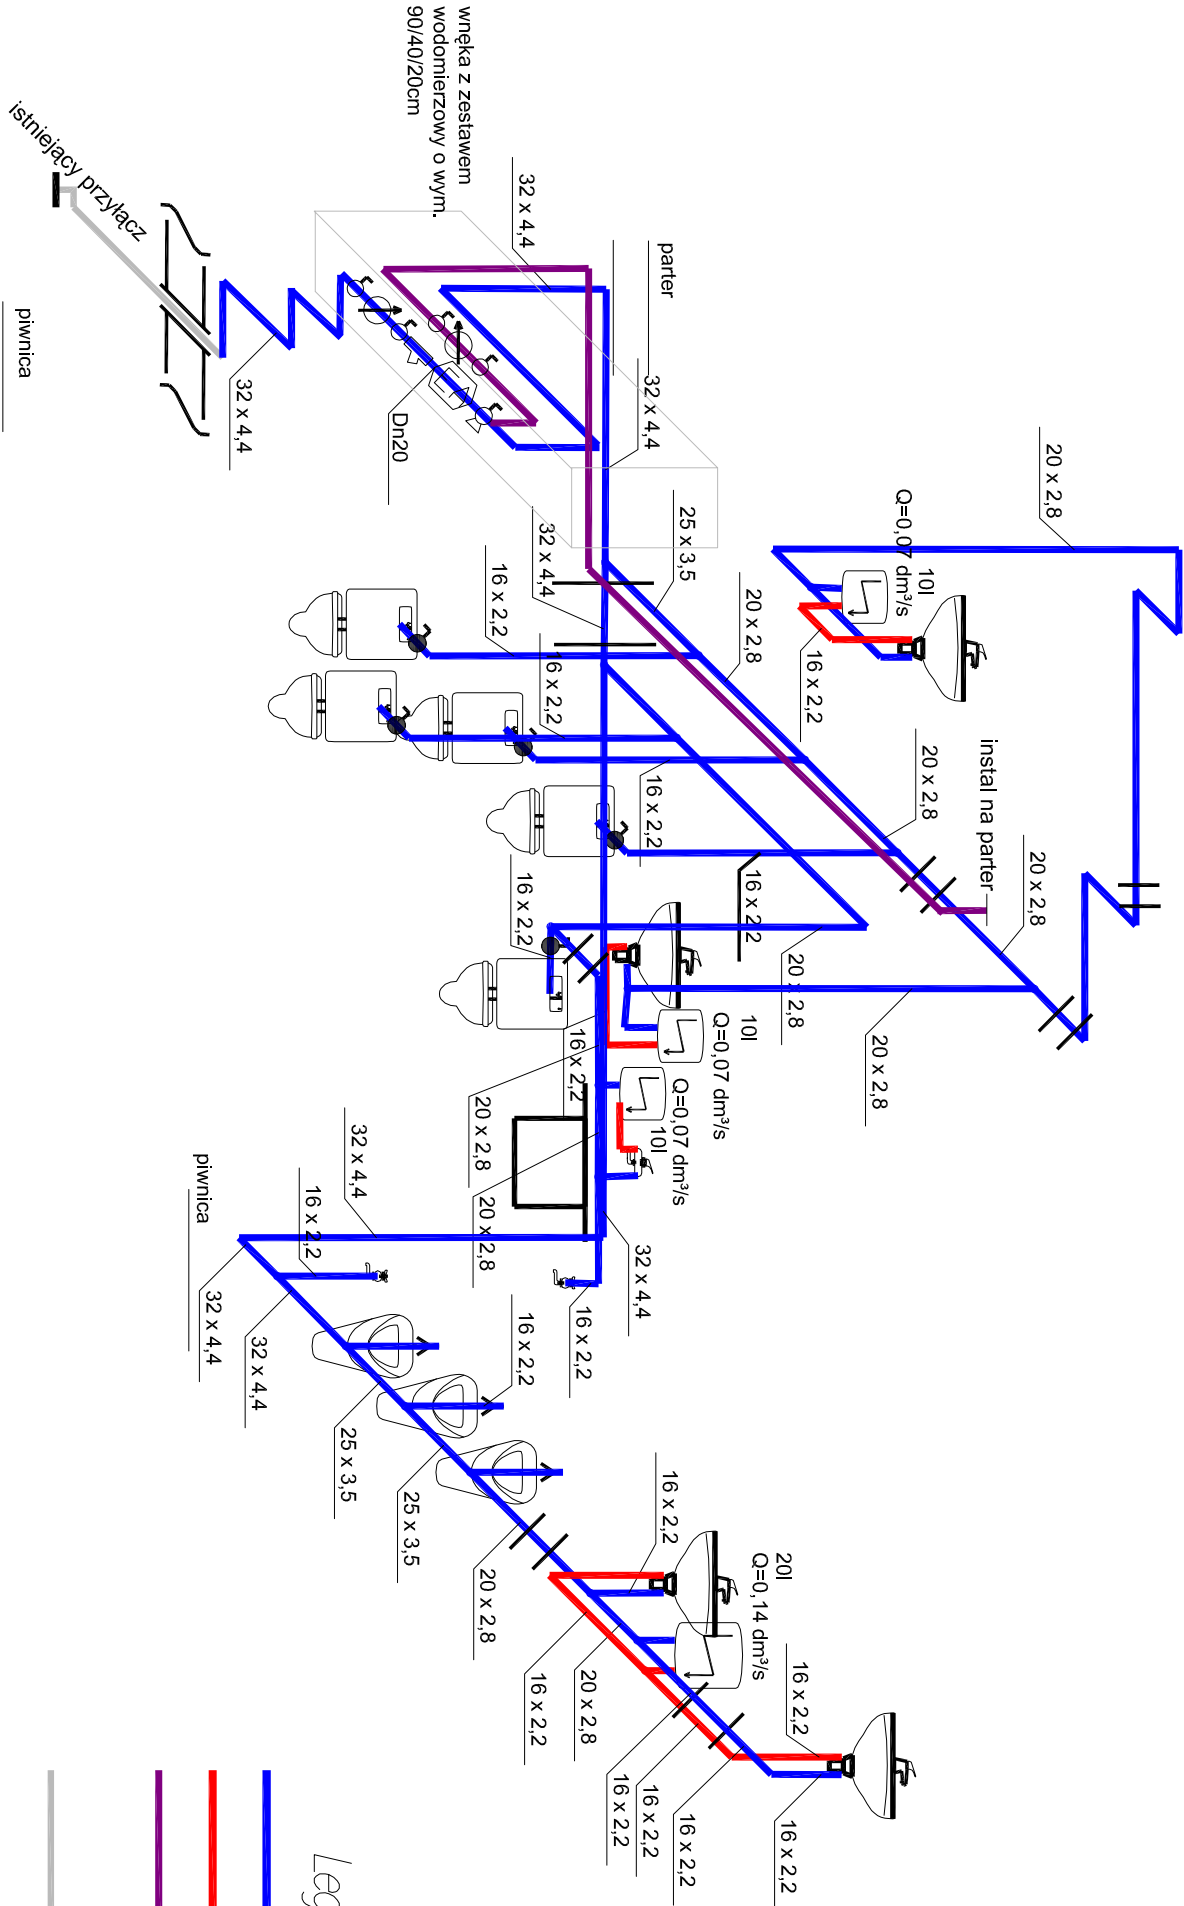 wnęka z zestawem
wodomierzowy o wym.
90/40/20cm
istniejący przyłącz
piwnica
32 x 4,4
32 x 4,4
Dn20
parter
32 x 4,4
32 x 4,4
25 x 3,5
16 x 2,2
16 x 2,2
20 x 2,8
20 x 2,8
10l
Q=0,07 dm³/s
16 x 2,2
20 x 2,8
instal na parter
20 x 2,8
16 x 2,2
16 x 2,2
16 x 2,2
20 x 2,8
20 x 2,8
10l
Q=0,07 dm³/s
Q=0,07 dm³/s
10l
16 x 2,2
20 x 2,8
20 x 2,8
32 x 4,4
piwnica
16 x 2,2
32 x 4,4
32 x 4,4
32 x 4,4
16 x 2,2
16 x 2,2
25 x 3,5
25 x 3,5
20 x 2,8
16 x 2,2
20l
Q=0,14 dm³/s
16 x 2,2
20 x 2,8
16 x 2,2
16 x 2,2
16 x 2,2
16 x 2,2
16 x 2,2
Leg